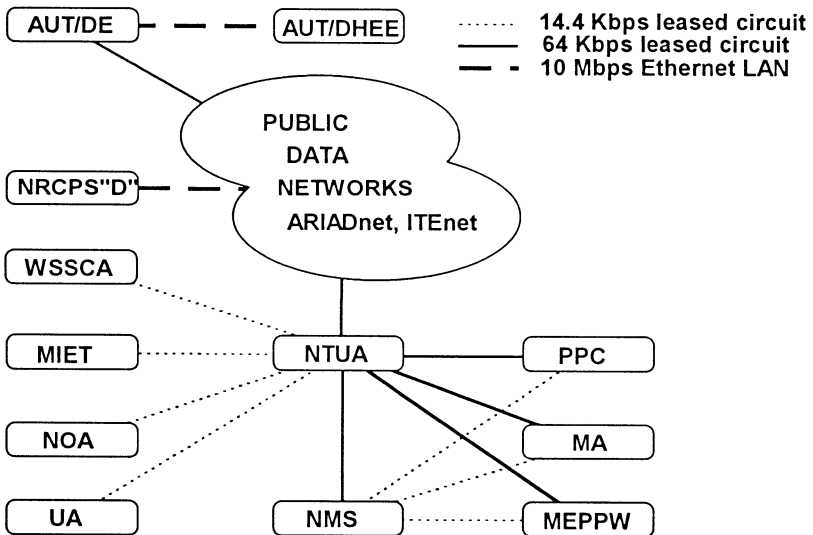 AUT/DE
AUT/DHEE
14.4 Kbps leased circuit
64 Kbps leased circuit
10 Mbps Ethernet LAN
PUBLIC
DATA
NETWORKS
ARIADnet, ITEnet
NRCPS"D"
WSSCA
MIET
NTUA
PPC
NOA
MA
UA
NMS
MEPPW